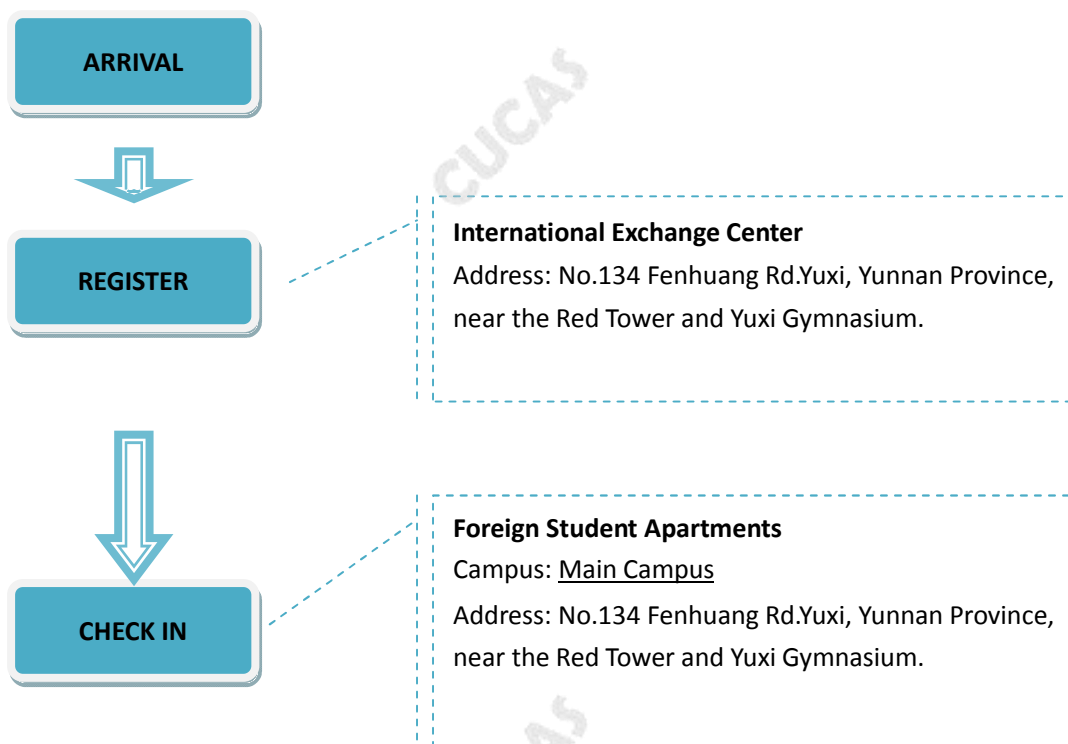 ARRIVAL
CUCAS
REGISTER
International Exchange Center
Address: No.134 Fenhuang Rd.Yuxi, Yunnan Province,
near the Red Tower and Yuxi Gymnasium.
CHECK IN
Foreign Student Apartments
Campus: Main Campus
Address: No.134 Fenhuang Rd.Yuxi, Yunnan Province,
near the Red Tower and Yuxi Gymnasium.
AS